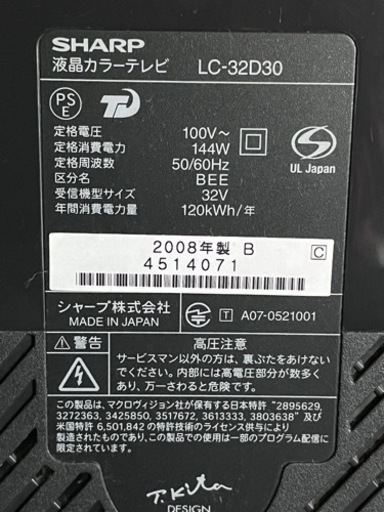 SHARP
液晶カラーテレビ LC-32D30
PS
E
定格電圧 100V～
定格消費電力 144W
定格周波数 50/60Hz
区分名 BEE
受信機型サイズ 32V
年間消費電力量 120kWh/年
UL Japan
2008年製 B
4514071
C
シャープ株式会社
MADE IN JAPAN
T A07-0521001
警告 高圧注意
サービスマン以外の方は、裏ぶたをあけないで
ください。内部には高電圧部分が数多く
あり、万一さわると危険です。
この製品は、マクロヴィジョン社が保有する日本特許 "2895629,
3272363, 3425850, 3517672, 3613333, 3803638" 及び
米国特許 6,501,842 の特許ライセンス技術を供与され
製造されたもので、この製品の使用は一部のプログラム配信に
限定されています。
T. Kita
DESIGN